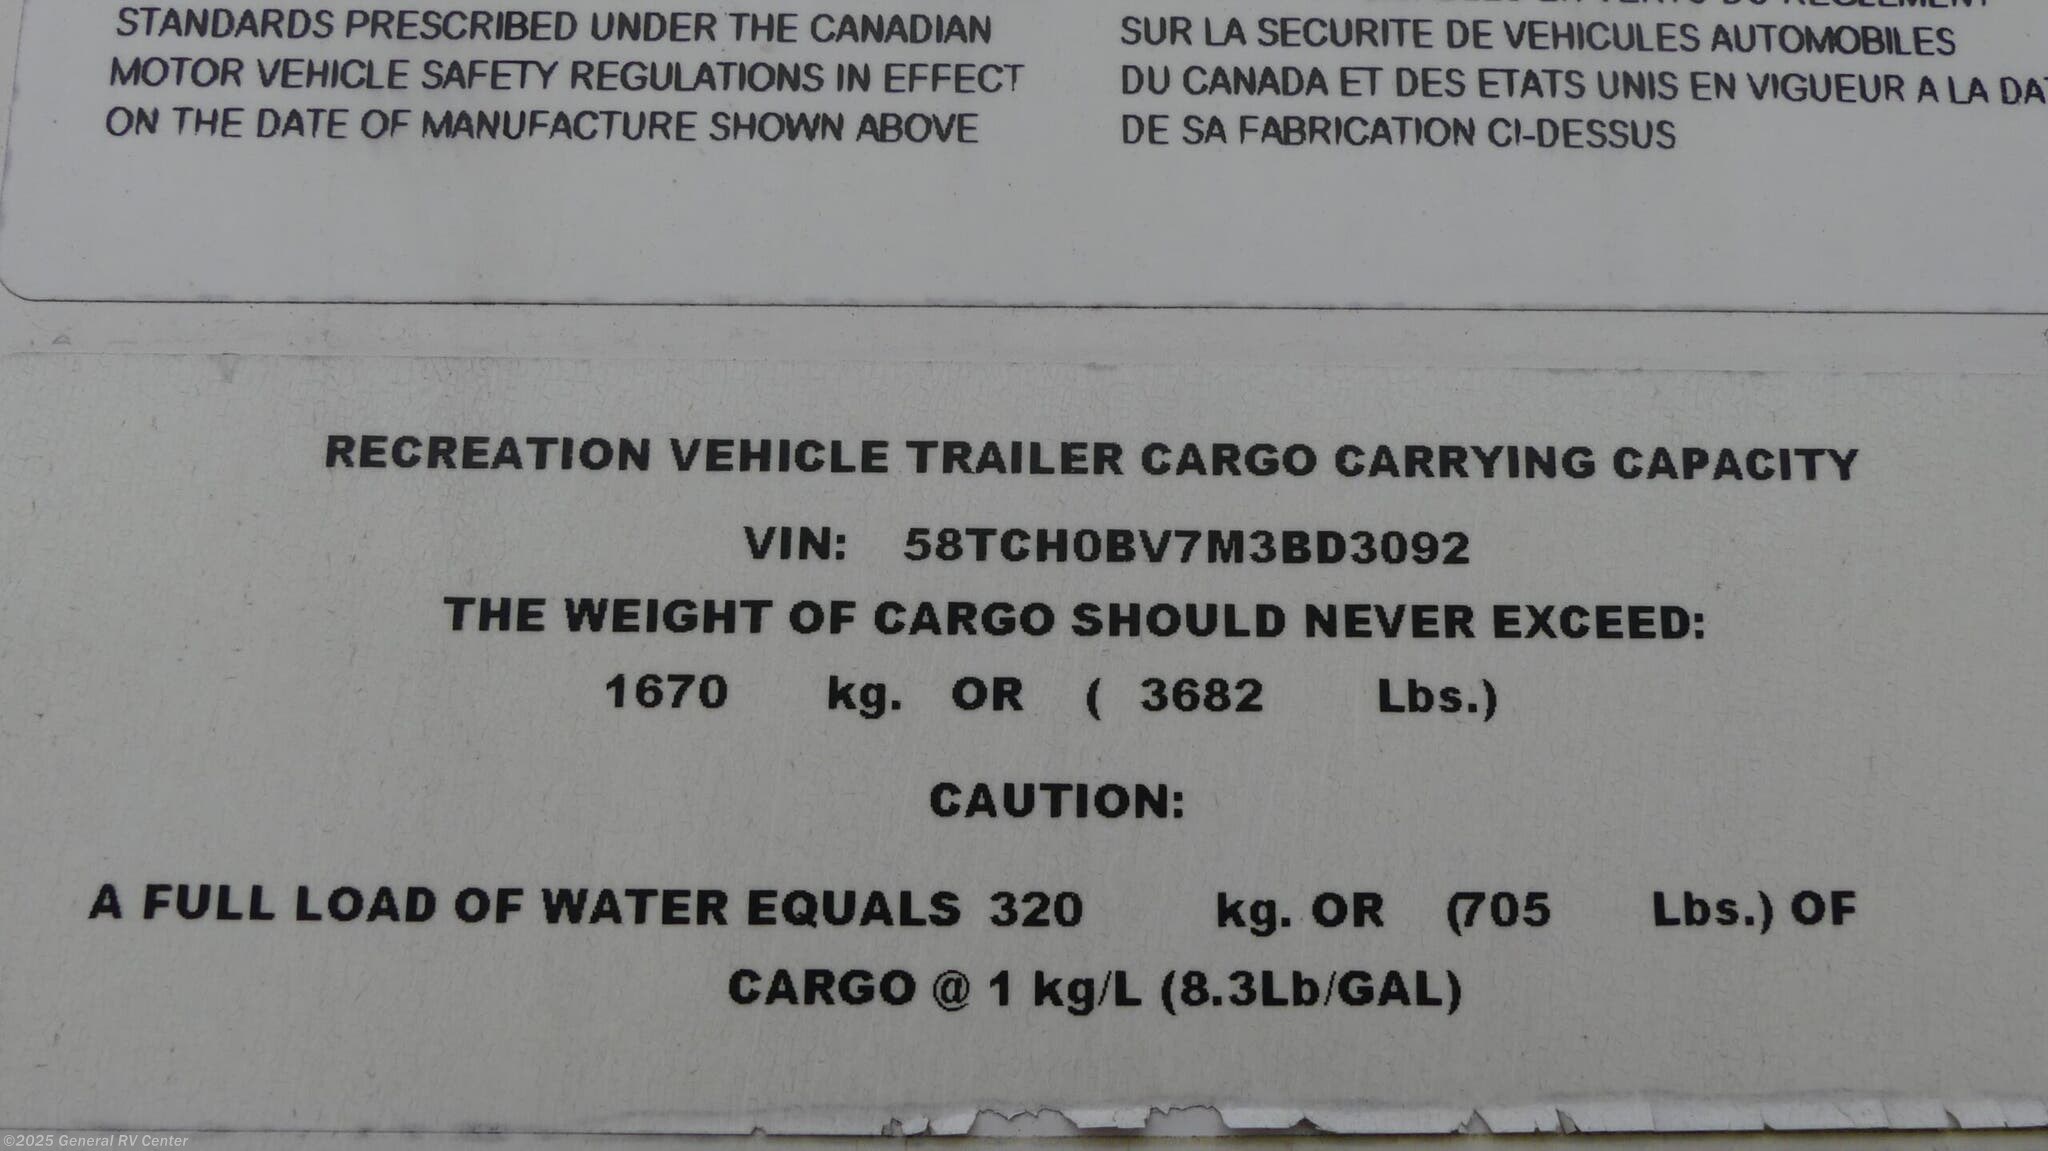 STANDARDS PRESCRIBED UNDER THE CANADIAN
MOTOR VEHICLE SAFETY REGULATIONS IN EFFECT
ON THE DATE OF MANUFACTURE SHOWN ABOVE
SUR LA SECURITE DE VEHICULES AUTOMOBILES
DU CANADA ET DES ETATS UNIS EN VIGUEUR A LA
DE SA FABRICATION CI-DESSUS
RECREATION VEHICLE TRAILER CARGO CARRYING CAPACITY
VIN: 58TCH0BV7M3BD3092
THE WEIGHT OF CARGO SHOULD NEVER EXCEED:
1670 kg. OR ( 3682 Lbs.)
CAUTION:
A FULL LOAD OF WATER EQUALS 320 kg. OR (705 Lbs.) OF
CARGO @ 1 kg/L (8.3Lb/GAL)
©2025 General RV Center